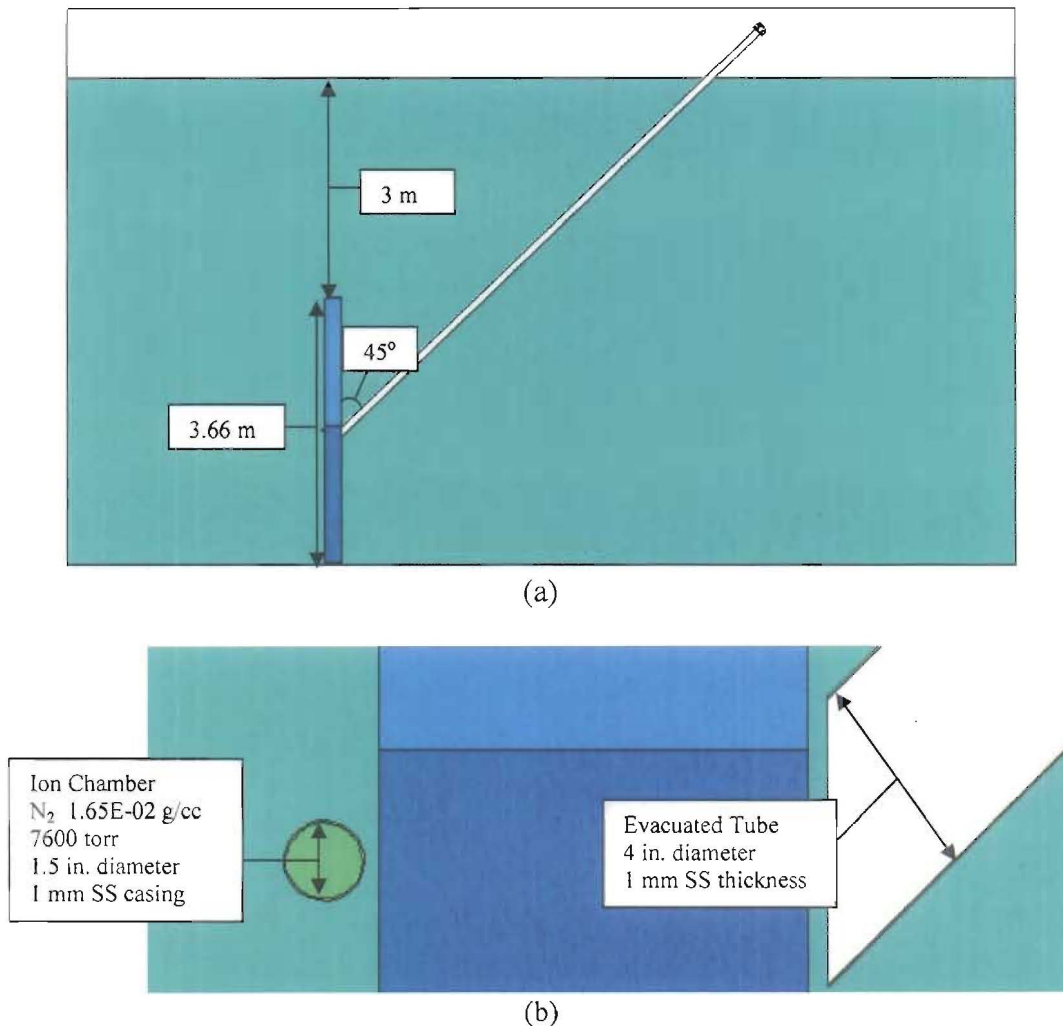 3 m
45°
3.66 m
(a)
Ion Chamber
N₂ 1.65E-02 g/cc
7600 torr
1.5 in. diameter
1 mm SS casing
Evacuated Tube
4 in. diameter
1 mm SS thickness
(b)